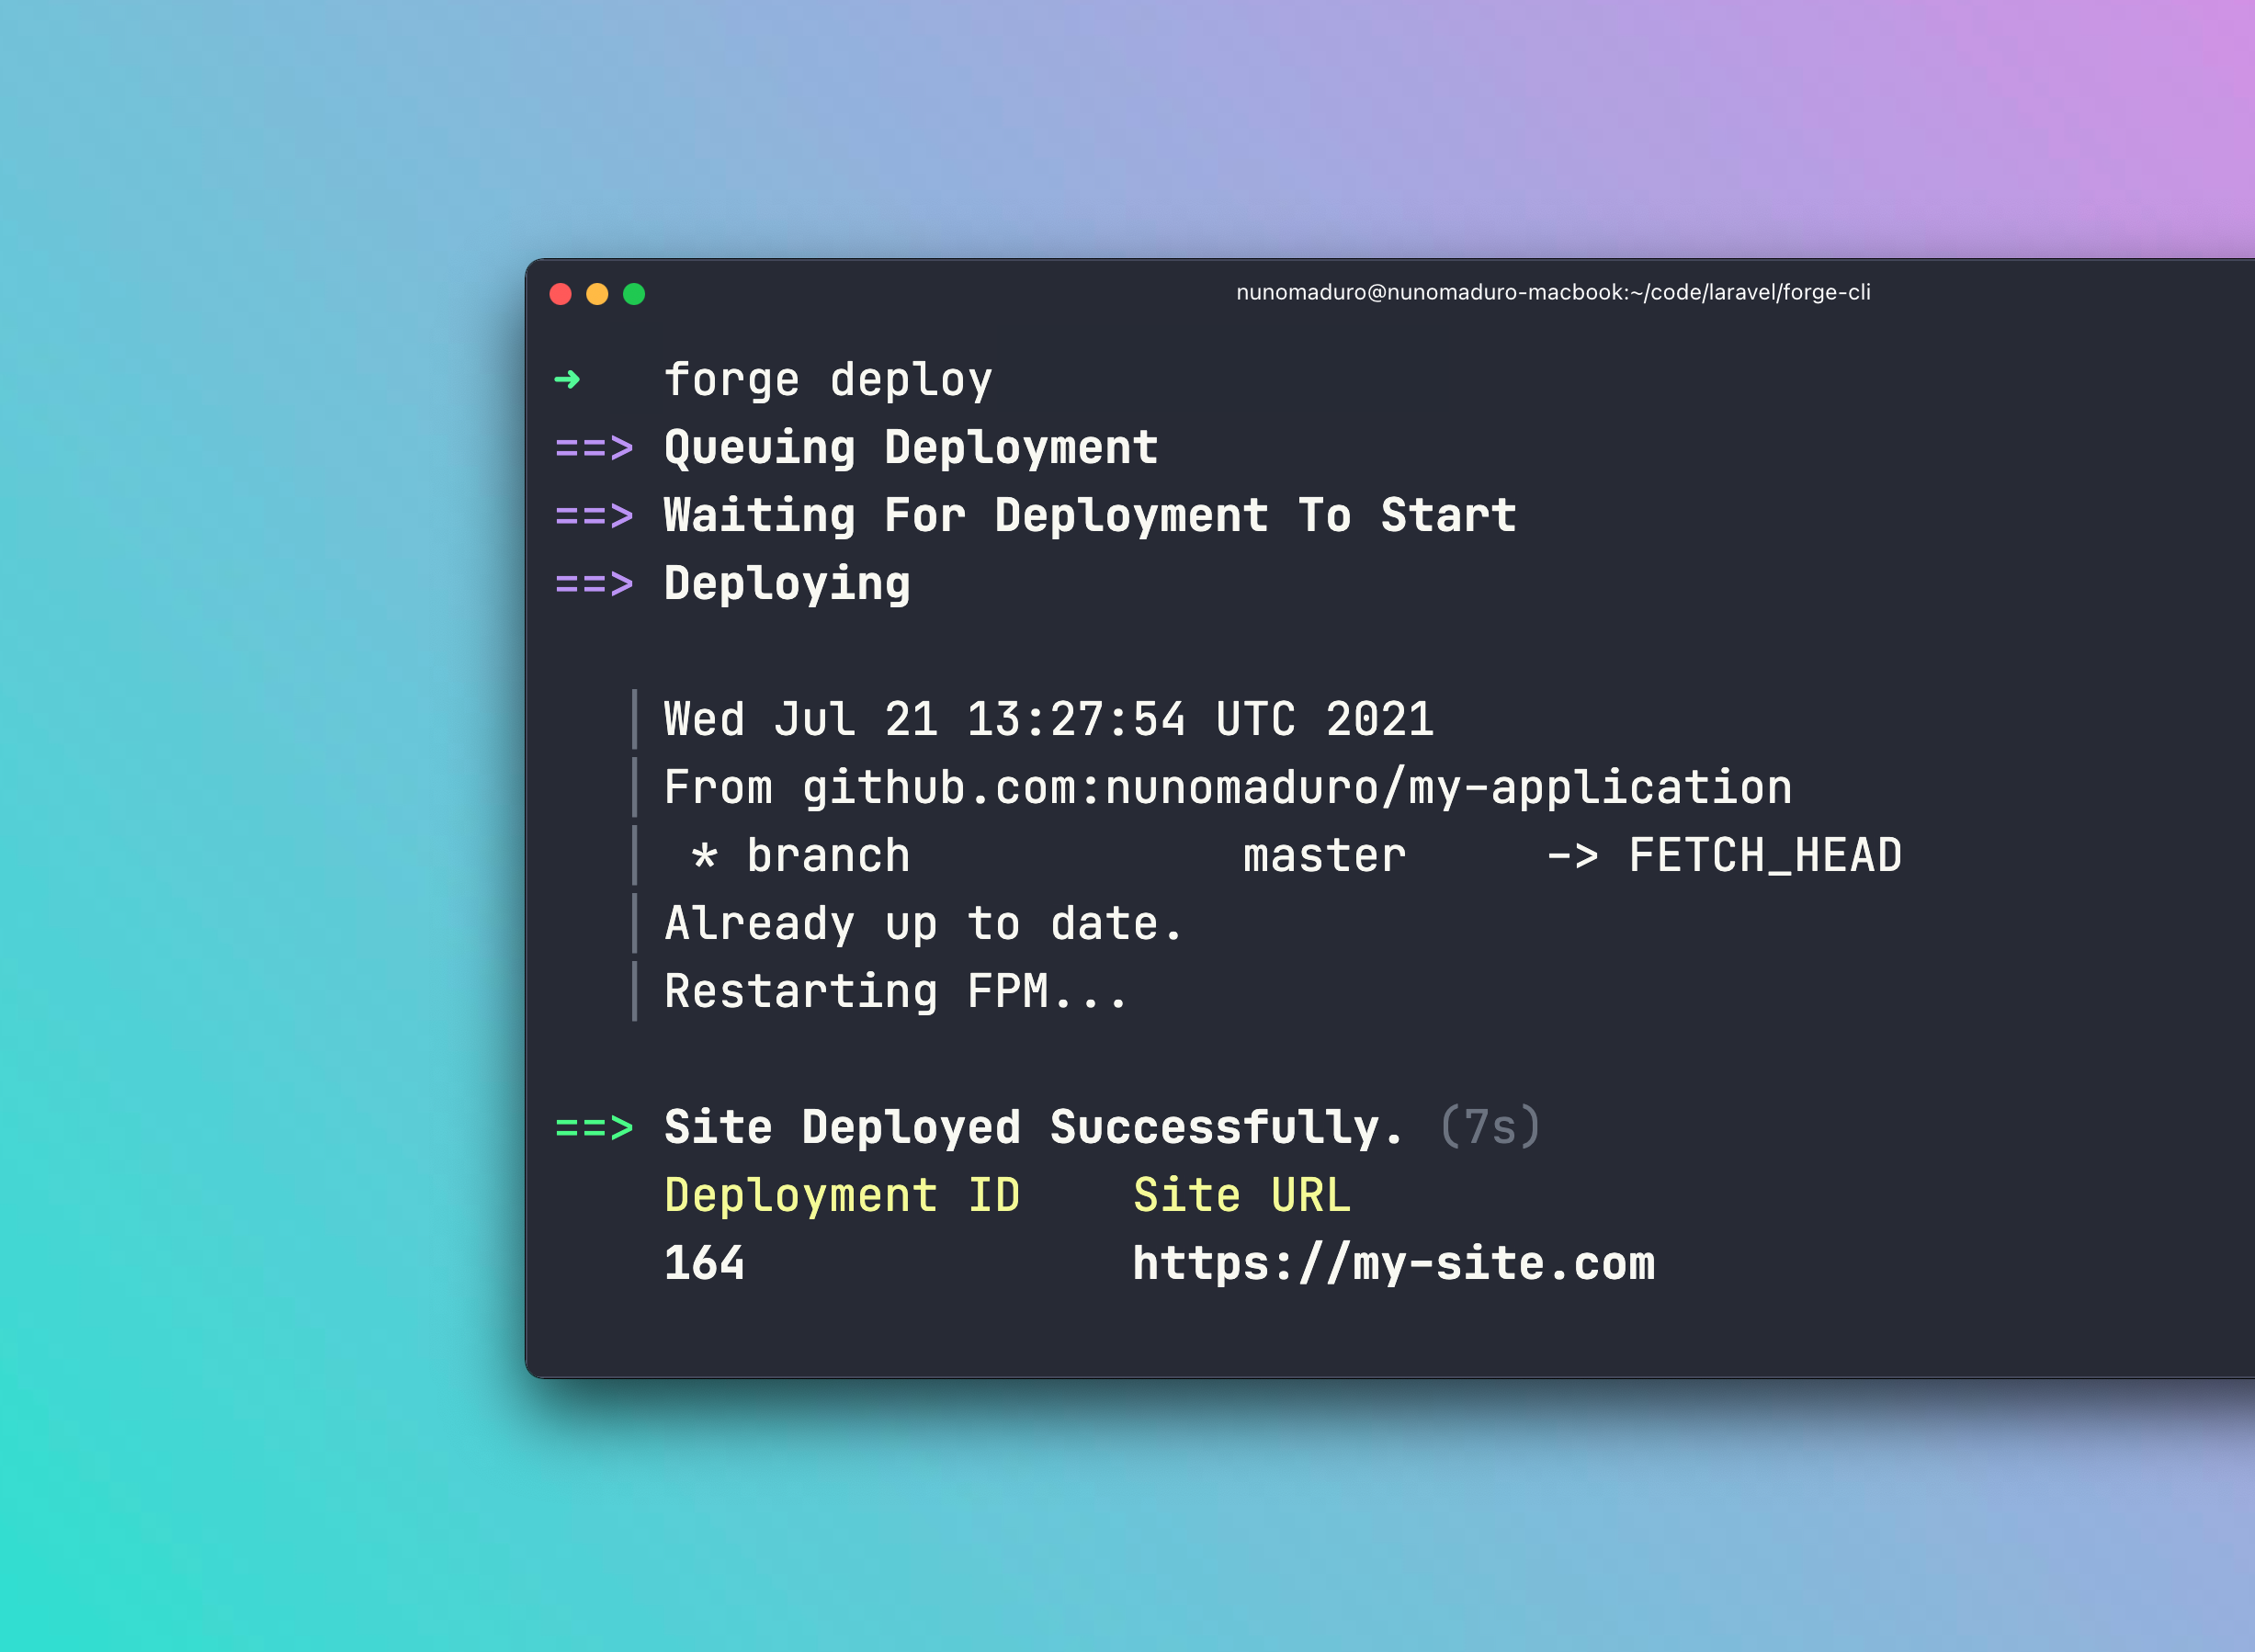 nunomaduro@nunomaduro-macbook:~/code/laravel/forge-cli
➜ forge deploy
==> Queuing Deployment
==> Waiting For Deployment To Start
==> Deploying
| Wed Jul 21 13:27:54 UTC 2021
| From github.com:nunomaduro/my-application
| * branch master -> FETCH_HEAD
| Already up to date.
| Restarting FPM...
==> Site Deployed Successfully. (7s)
Deployment ID Site URL
164 https://my-site.com